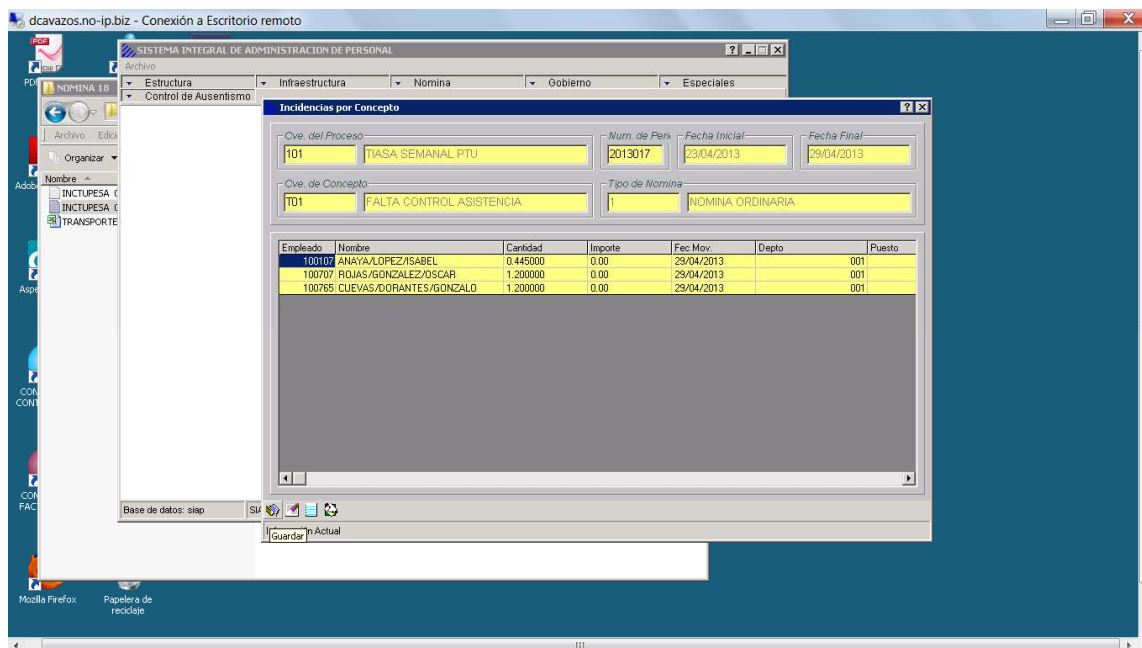 dcavazos.no-ip.biz - Conexión a Escritorio remoto
SISTEMA INTEGRAL DE ADMINISTRACION DE PERSONAL
Archivo
Estructura Infraestructura Nomina Gobierno Especiales
Control de Ausentismo
NOMINA 18
Archivo
Organizar
Nombre
INCTUPESA
INCTUPESA
TRANSPORTE
Incidencias por Concepto
Cve. del Proceso Num. de Peri Fecha Inicial Fecha Final
101 TIASA SEMANAL PTU 2013017 23/04/2013 29/04/2013
Cve. de Concepto Tipo de Nomina
T01 FALTA CONTROL ASISTENCIA 1 NOMINA ORDINARIA
Empleado Nombre Cantidad Importe Fec Mov. Depto Puesto
100107 ANAYA/LOPEZ/ISABEL 0.445000 0.00 29/04/2013 001
100707 ROJAS/GONZALEZ/OSCAR 1.200000 0.00 29/04/2013 001
100765 CUEVAS/DORANTES/GONZALO 1.200000 0.00 29/04/2013 001
Base de datos: siap
Guardar
n Actual
Mozilla Firefox
Papelera de
reciclaje